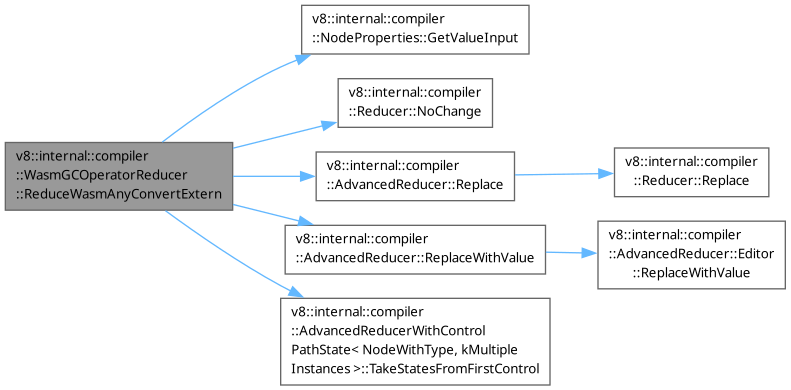 v8::internal::compiler
::WasmGCOperatorReducer
::ReduceWasmAnyConvertExtern
v8::internal::compiler
::NodeProperties::GetValueInput
v8::internal::compiler
::Reducer::NoChange
v8::internal::compiler
::AdvancedReducer::Replace
v8::internal::compiler
::Reducer::Replace
v8::internal::compiler
::AdvancedReducer::ReplaceWithValue
v8::internal::compiler
::AdvancedReducer::Editor
::ReplaceWithValue
v8::internal::compiler
::AdvancedReducerWithControl
PathState< NodeWithType, kMultiple
Instances >::TakeStatesFromFirstControl